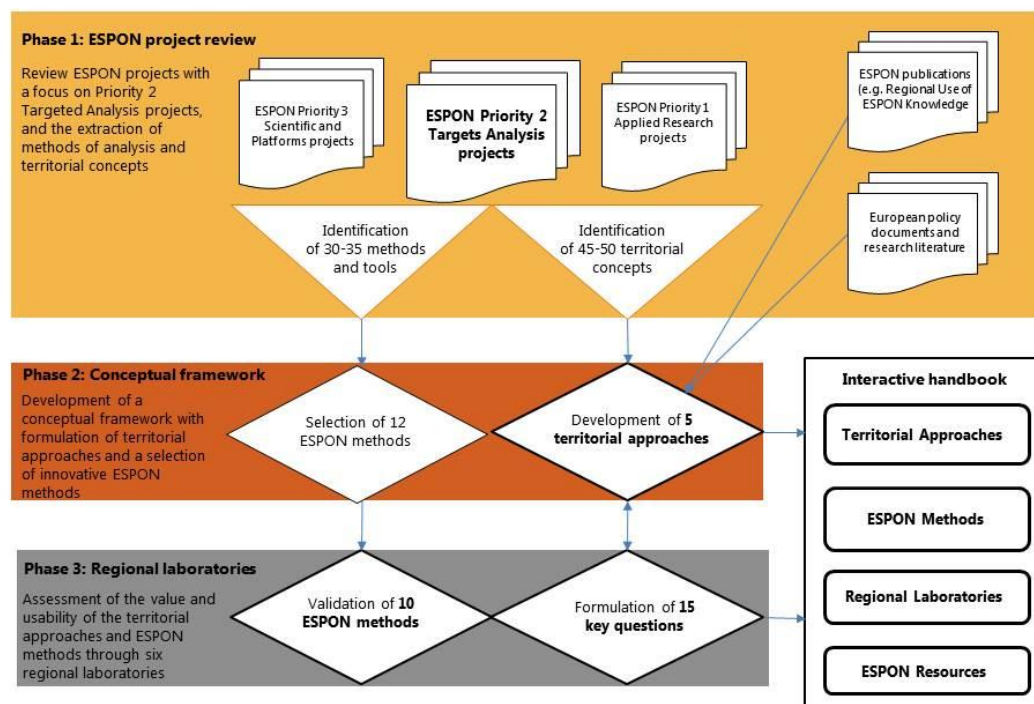 Phase 1: ESPON project review
Review ESPON projects with
a focus on Priority 2
Targeted Analysis projects,
and the extraction of
methods of analysis and
territorial concepts
ESPON Priority 3
Scientific and
Platforms projects
ESPON Priority 2
Targets Analysis
projects
ESPON Priority 1
Applied Research
projects
ESPON publications
(e.g. Regional Use of
ESPON Knowledge
European policy
documents and
research literature
Identification
of 30-35 methods
and tools
Identification
of 45-50 territorial
concepts
Phase 2: Conceptual framework
Development of a
conceptual framework with
formulation of territorial
approaches and a selection
of innovative ESPON
methods
Selection of 12
ESPON methods
Development of 5
territorial approaches
Phase 3: Regional laboratories
Assessment of the value and
usability of the territorial
approaches and ESPON
methods through six
regional laboratories
Validation of 10
ESPON methods
Formulation of 15
key questions
Interactive handbook
Territorial Approaches
ESPON Methods
Regional Laboratories
ESPON Resources